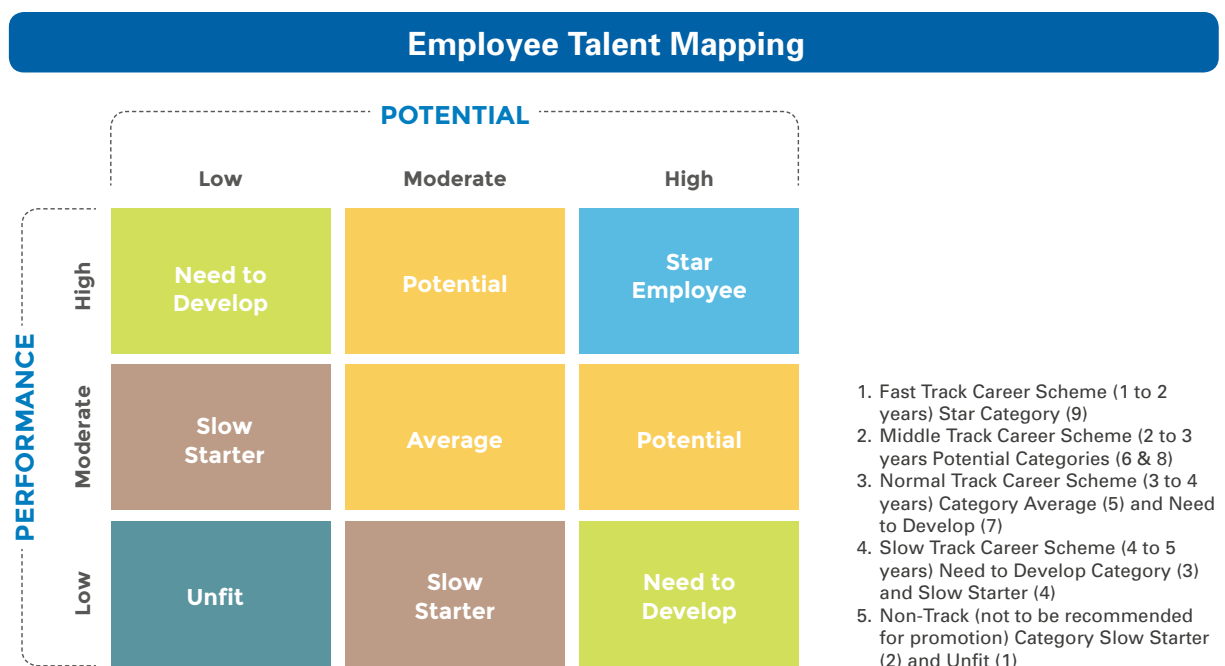 Employee Talent Mapping
POTENTIAL
Low Moderate High
PERFORMANCE
High
Need to
Develop
Potential
Star
Employee
Moderate
Slow
Starter
Average
Potential
Low
Unfit
Slow
Starter
Need to
Develop
1. Fast Track Career Scheme (1 to 2
years) Star Category (9)
2. Middle Track Career Scheme (2 to 3
years Potential Categories (6 & 8)
3. Normal Track Career Scheme (3 to 4
years) Category Average (5) and Need
to Develop (7)
4. Slow Track Career Scheme (4 to 5
years) Need to Develop Category (3)
and Slow Starter (4)
5. Non-Track (not to be recommended
for promotion) Category Slow Starter
(2) and Unfit (1)